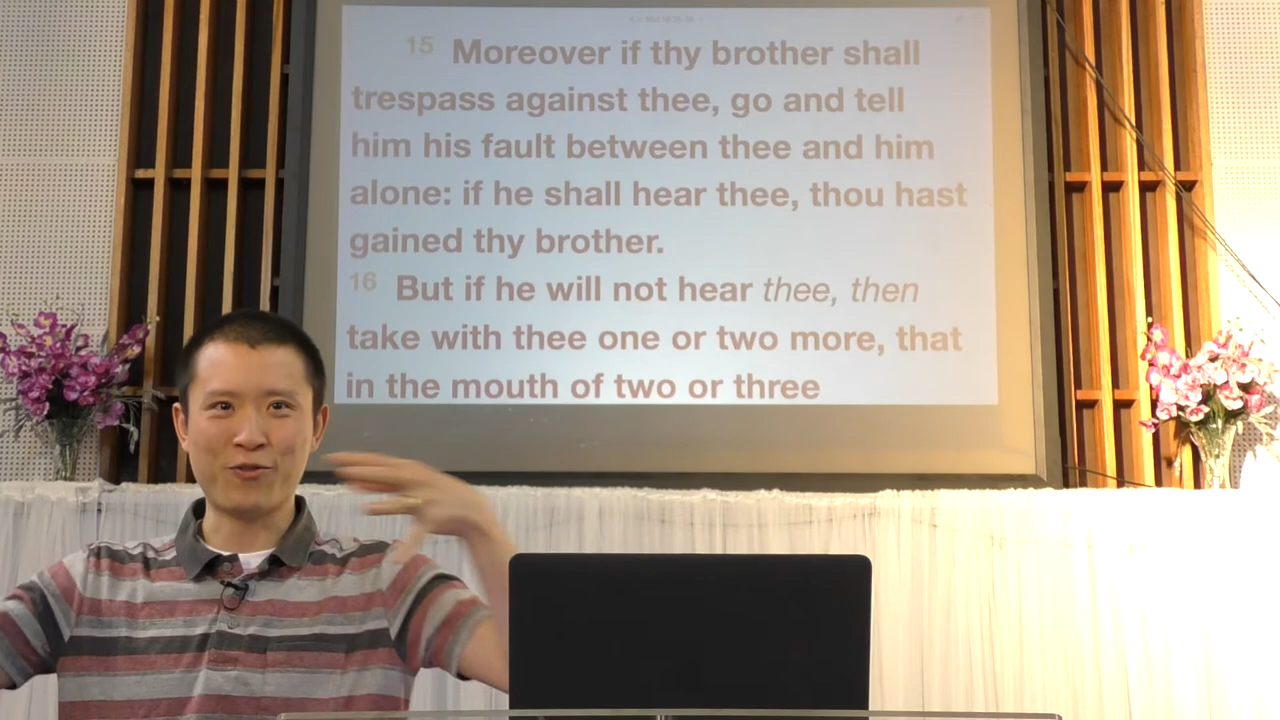 15 Moreover if thy brother shall
trespass against thee, go and tell
him his fault between thee and him
alone: if he shall hear thee, thou hast
gained thy brother.
16 But if he will not hear thee, then
take with thee one or two more, that
in the mouth of two or three